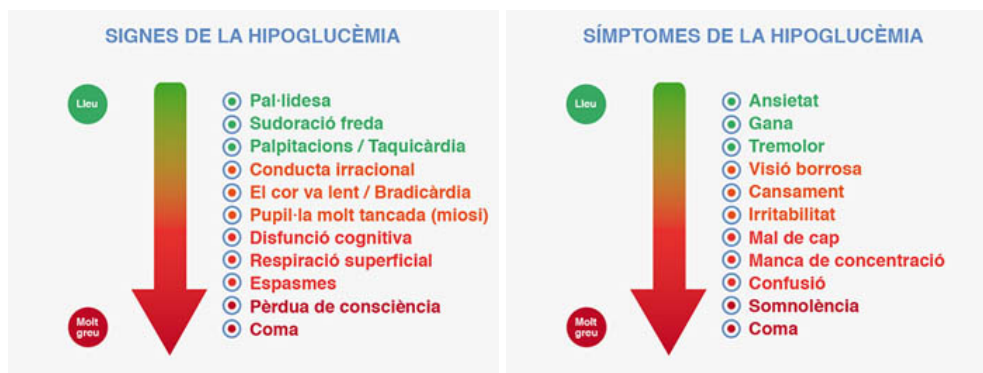 SIGNES DE LA HIPOGLUCÈMIA
Lleu
Pal·lidesa
Sudoració freda
Palpitacions / Taquicàrdia
Conducta irracional
El cor va lent / Bradicàrdia
Pupil·la molt tancada (miosi)
Disfunció cognitiva
Respiració superficial
Espasmes
Pèrdua de consciència
Coma
Molt
greu
SÍMPTOMES DE LA HIPOGLUCÈMIA
Lleu
Ansietat
Gana
Tremolor
Visió borrosa
Cansament
Irritabilitat
Mal de cap
Manca de concentració
Confusió
Somnolència
Coma
Molt
greu